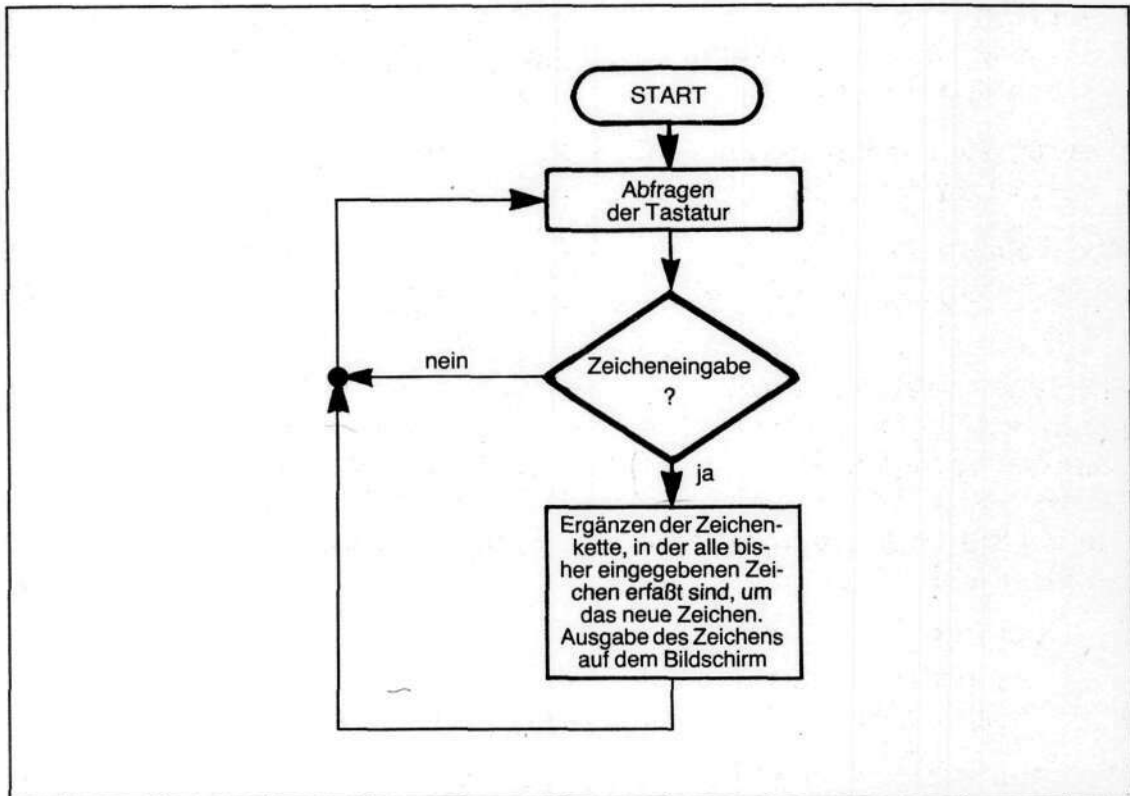 START
Abfragen
der Tastatur
nein
Zeicheneingabe
?
ja
Ergänzen der Zeichen-
kette, in der alle bis-
her eingegebenen Zei-
chen erfaßt sind, um
das neue Zeichen.
Ausgabe des Zeichens
auf dem Bildschirm